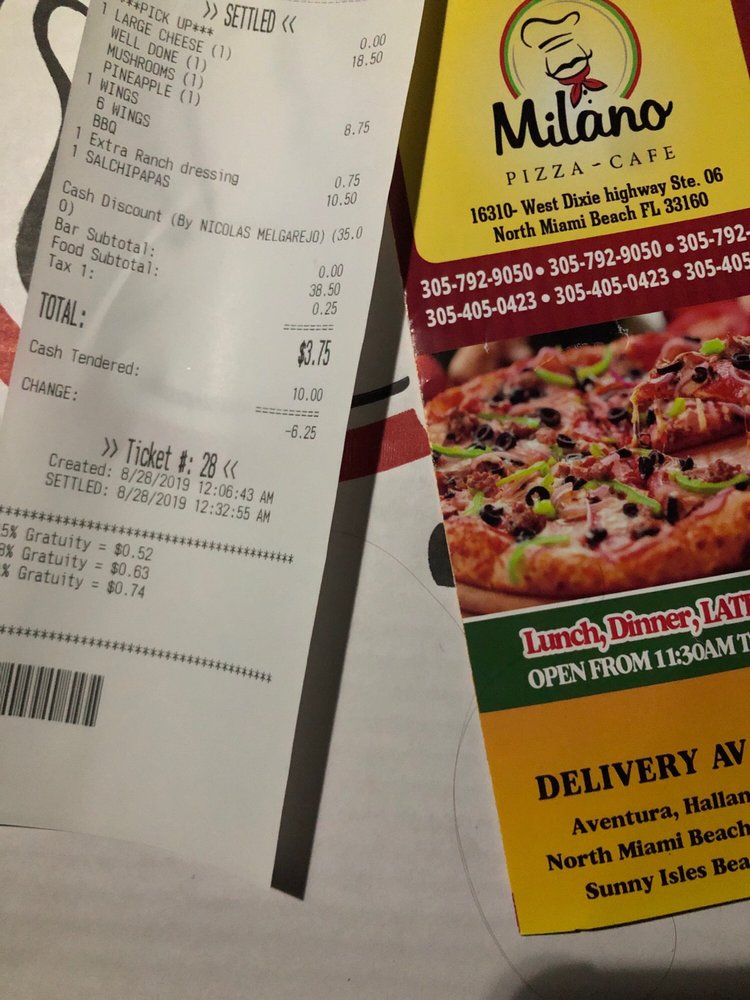 >> SETTLED <<
***PICK UP*** 0.00
1 LARGE CHEESE (1) 18.50
WELL DONE (1)
MUSHROOMS (1)
PINEAPPLE (1)
1 WINGS 8.75
6 WINGS
BBQ
1 Extra Ranch dressing 0.75
1 SALCHIPAPAS 10.50
Cash Discount (By NICOLAS MELGAREJO) (35.0
0)
Bar Subtotal: 0.00
Food Subtotal: 38.50
Tax 1: 0.25
========
TOTAL: $3.75
Cash Tendered: 10.00
==========
CHANGE: -6.25
>> Ticket #: 28 <<
Created: 8/28/2019 12:06:43 AM
SETTLED: 8/28/2019 12:32:55 AM
5% Gratuity = $0.52
8% Gratuity = $0.63
% Gratuity = $0.74
Milano
PIZZA-CAFE
16310- West Dixie highway Ste. 06
North Miami Beach FL 33160
305-792-9050 • 305-792-9050 • 305-792-
305-405-0423 • 305-405-0423 • 305-405
Lunch, Dinner, LATE
OPEN FROM 11:30AM T
DELIVERY AV
Aventura, Hallan
North Miami Beach
Sunny Isles Bea